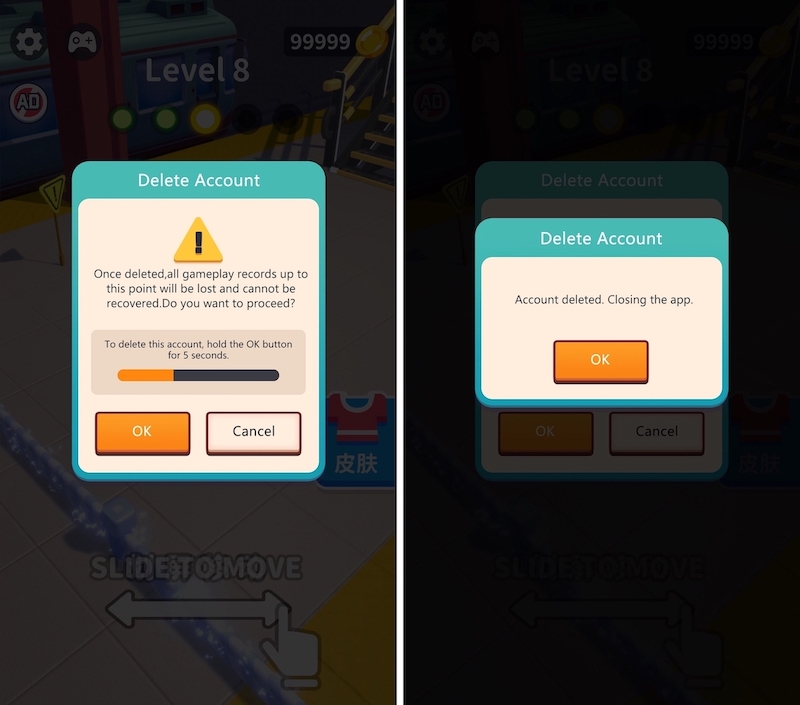 99999
Level 8
AD
Delete Account
Once deleted,all gameplay records up to
this point will be lost and cannot be
recovered.Do you want to proceed?
To delete this account, hold the OK button
for 5 seconds.
OK
Cancel
皮肤
SLIDE TO MOVE
99999
Level 8
AD
Delete Account
Delete Account
Account deleted. Closing the app.
OK
OK
Cancel
皮肤
SLIDE TO MOVE